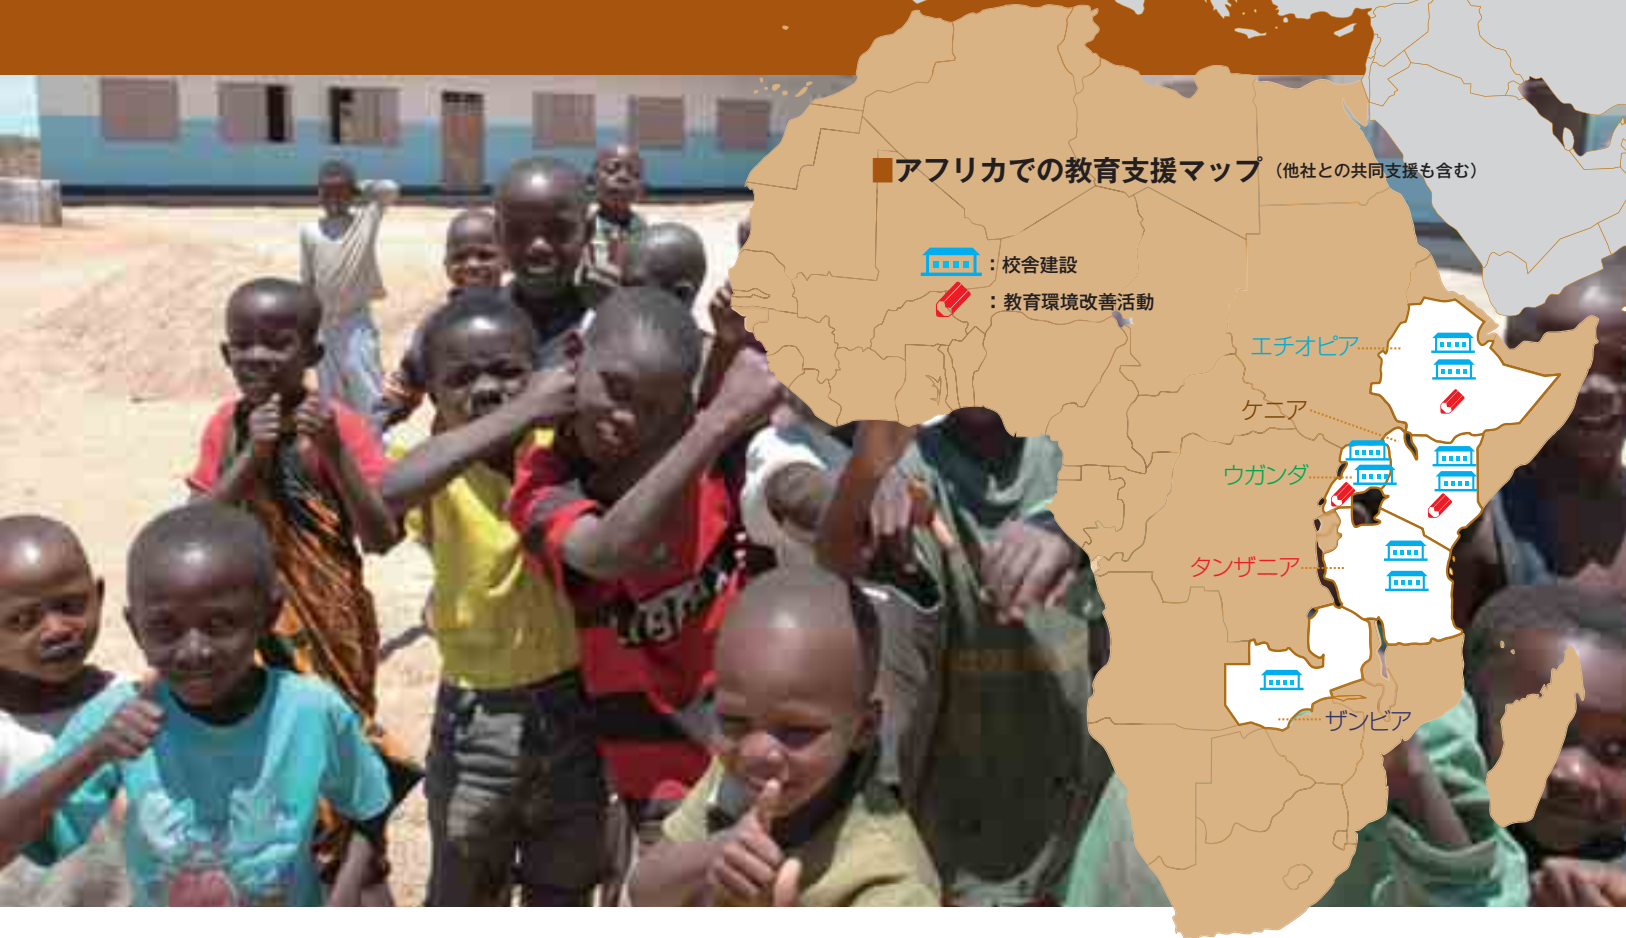 ■アフリカでの教育支援マップ（他社との共同支援も含む）
：校舎建設
：教育環境改善活動
エチオピア
ケニア
ウガンダ
タンザニア
ザンビア